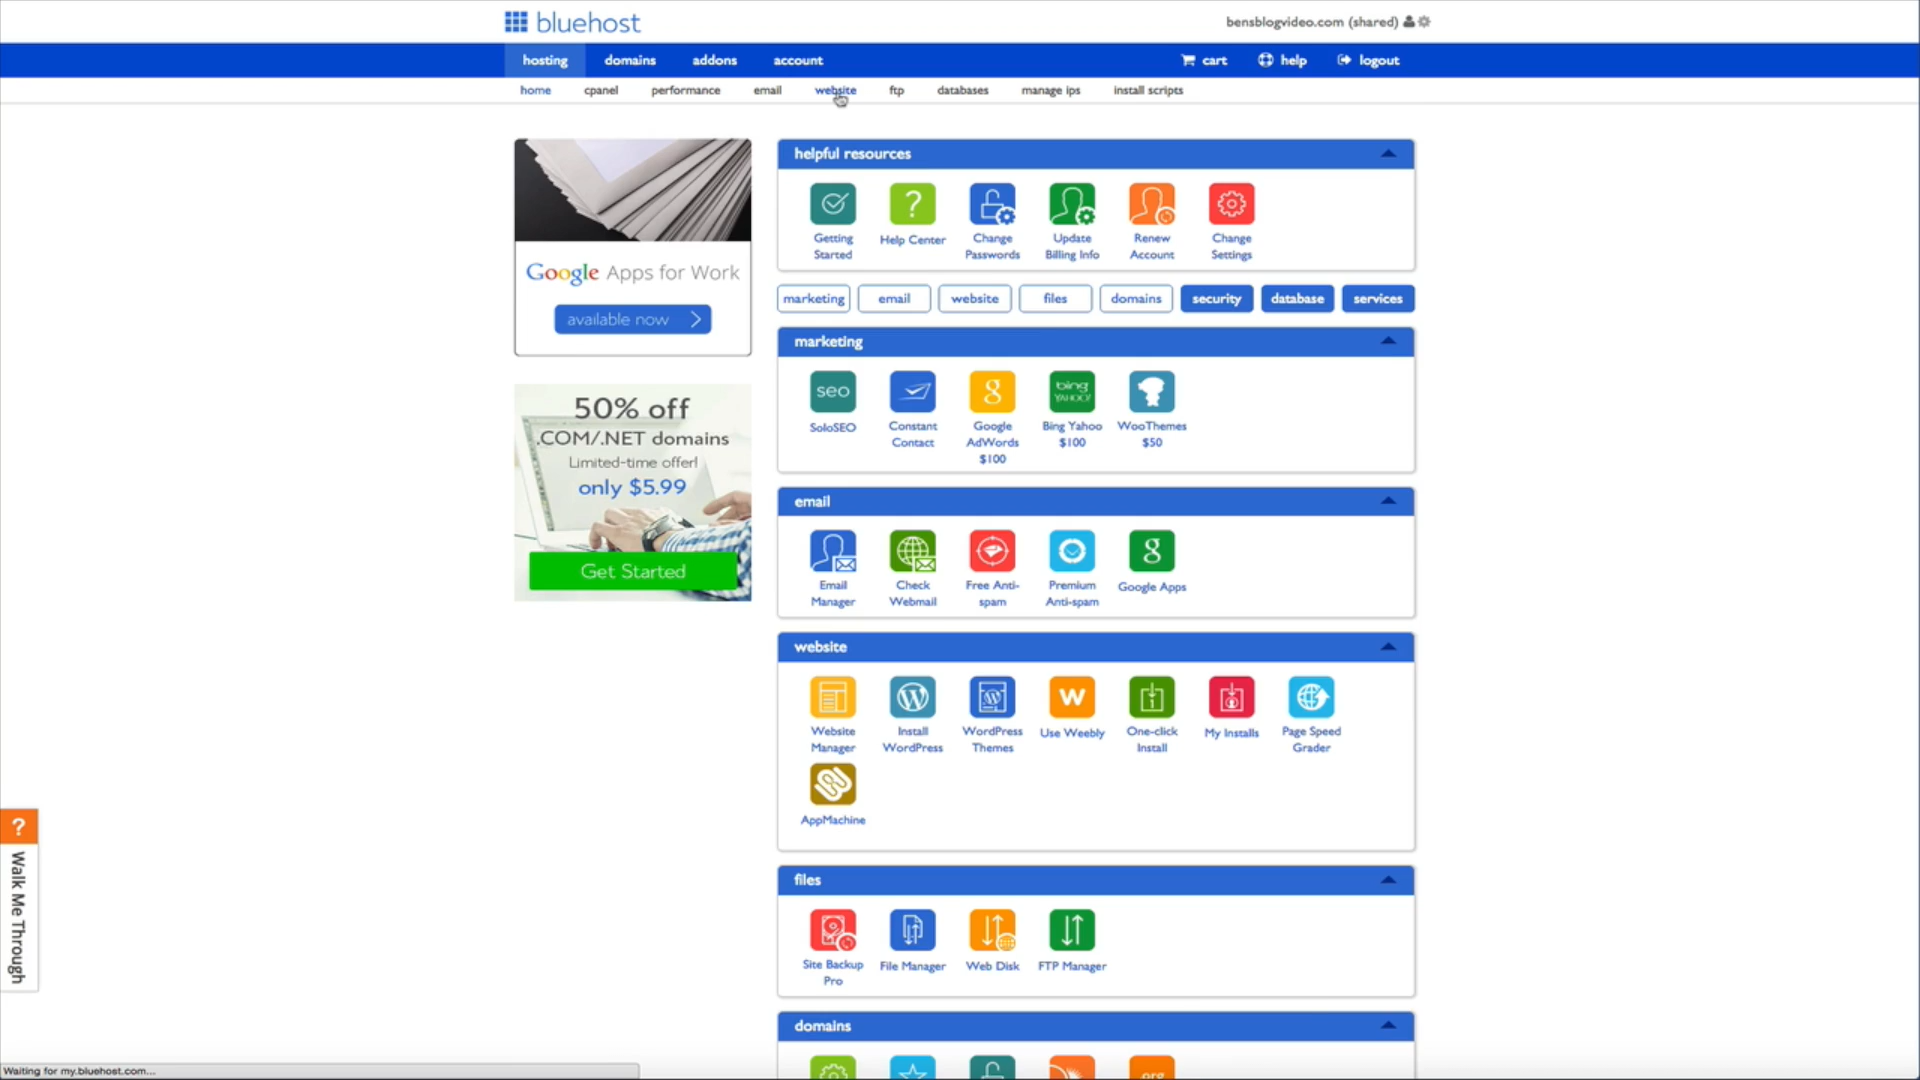 bluehost
bensblogvideo.com (shared)
hosting domains addons account cart help logout
home cpanel performance email website ftp databases manage ips install scripts
Google Apps for Work
available now
50% off
.COM/.NET domains
Limited-time offer!
only $5.99
Get Started
helpful resources
?
Getting Started
Help Center
Change Passwords
Update Billing Info
Renew Account
Change Settings
marketing email website files domains security database services
marketing
seo
g
bing
YAHOO!
SoloSEO
Constant Contact
Google AdWords $100
Bing Yahoo $100
WooThemes $50
email
g
Email Manager
Check Webmail
Free Anti-spam
Premium Anti-spam
Google Apps
website
W
W
W
Website Manager
Install WordPress
WordPress Themes
Use Weebly
One-click Install
My Installs
Page Speed Grader
AppMachine
files
Site Backup Pro
File Manager
Web Disk
FTP Manager
domains
.org
?
Walk Me Through
Waiting for my.bluehost.com...